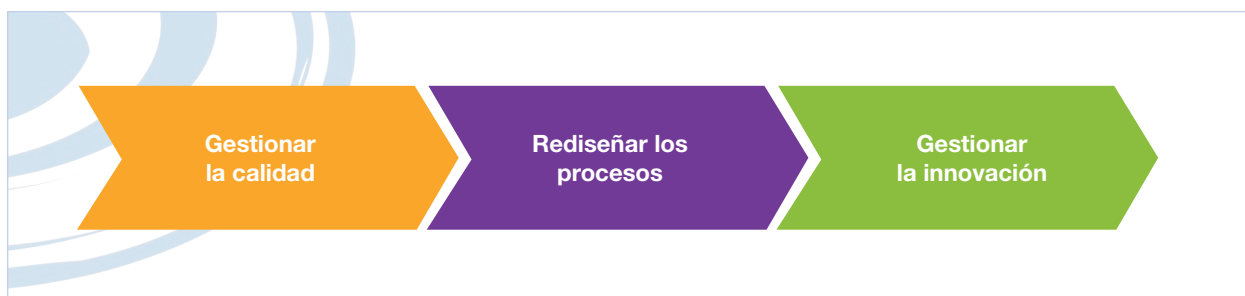 Gestionar
la calidad
Rediseñar los
procesos
Gestionar
la innovación